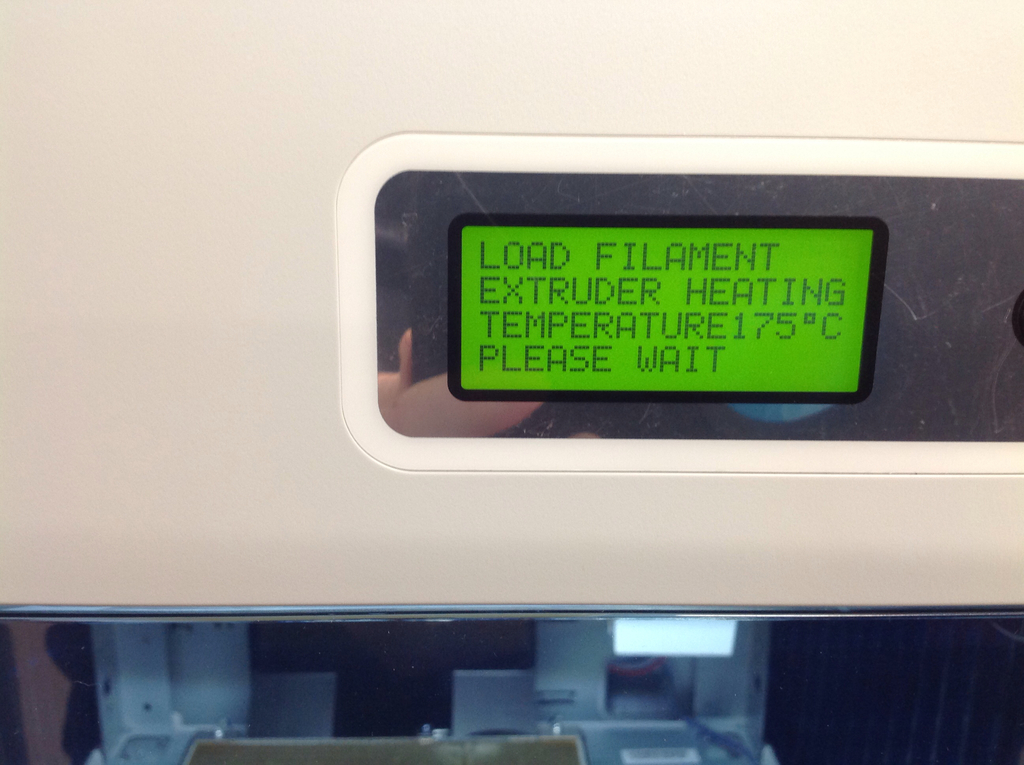 LOAD FILAMENT
EXTRUDER HEATING
TEMPERATURE175°C
PLEASE WAIT